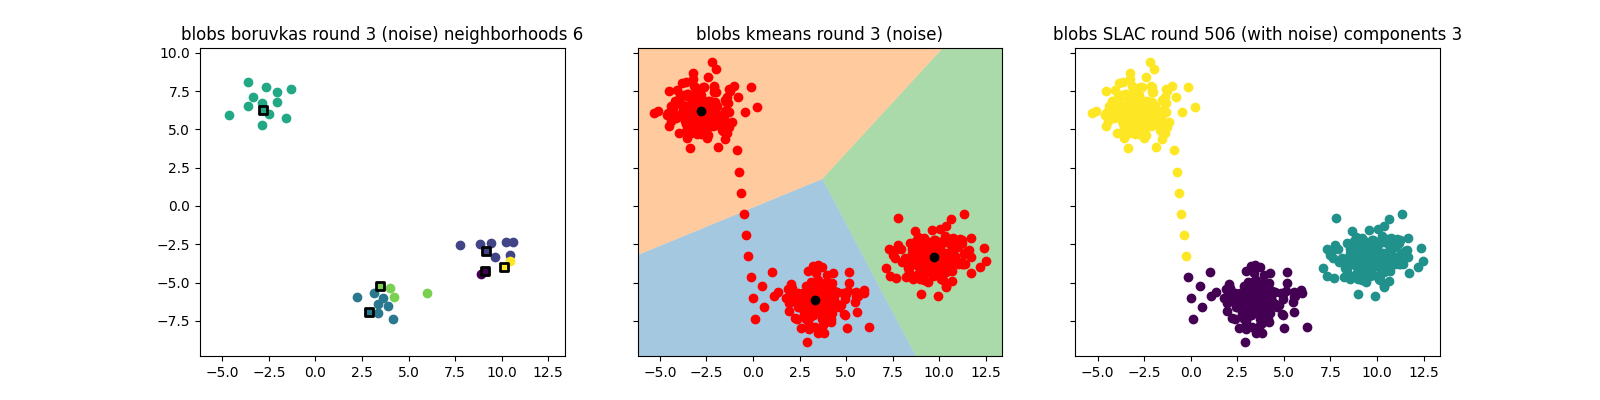 blobs boruvkas round 3 (noise) neighborhoods 6
blobs kmeans round 3 (noise)
blobs SLAC round 506 (with noise) components 3
10.0
7.5
5.0
2.5
0.0
−2.5
−5.0
−7.5
−5.0 −2.5 0.0 2.5 5.0 7.5 10.0 12.5
−5.0 −2.5 0.0 2.5 5.0 7.5 10.0 12.5
−5.0 −2.5 0.0 2.5 5.0 7.5 10.0 12.5